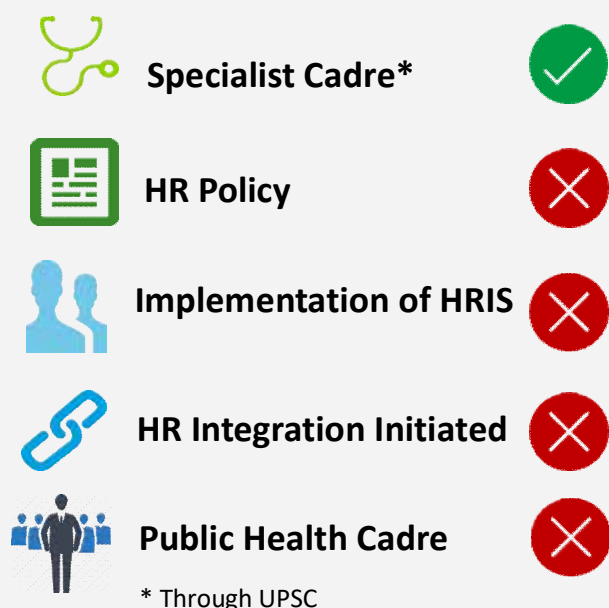 Specialist Cadre*
HR Policy
Implementation of HRIS
HR Integration Initiated
Public Health Cadre
* Through UPSC